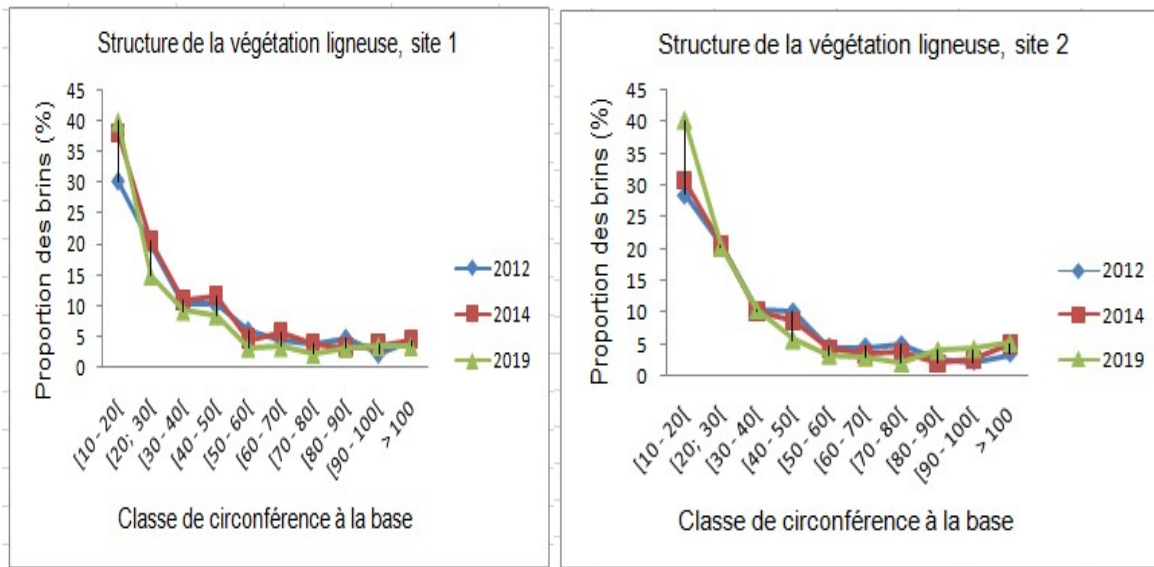 Structure de la végétation ligneuse, site 1
Proportion des brins (%)
45
40
35
30
25
20
15
10
5
0
[10 - 20[
[20; 30[
[30 - 40[
[40 - 50[
[50 - 60[
[60 - 70[
[70 - 80[
[80 - 90[
[90 - 100[
> 100
Classe de circonférence à la base
2012
2014
2019
Structure de la végétation ligneuse, site 2
Proportion des brins (%)
45
40
35
30
25
20
15
10
5
0
[10 - 20[
[20; 30[
[30 - 40[
[40 - 50[
[50 - 60[
[60 - 70[
[70 - 80[
[80 - 90[
[90 - 100[
> 100
Classe de circonférence à la base
2012
2014
2019